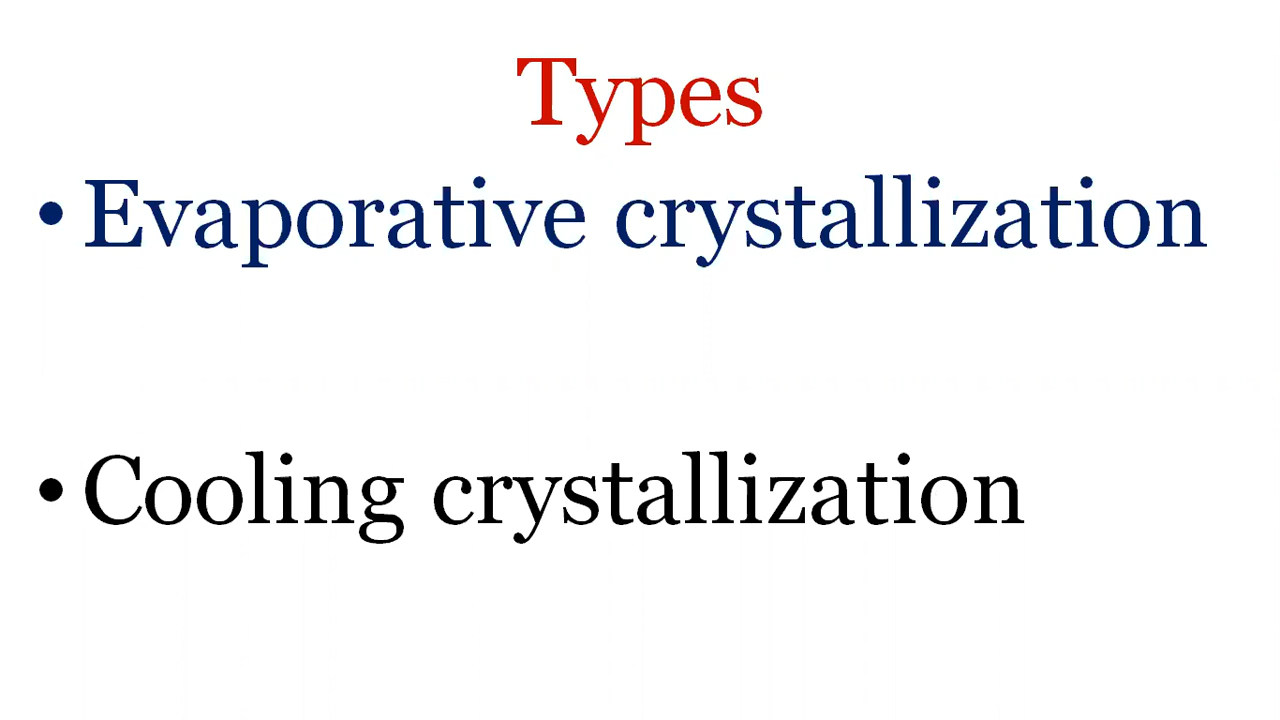 Types
• Evaporative crystallization
• Cooling crystallization